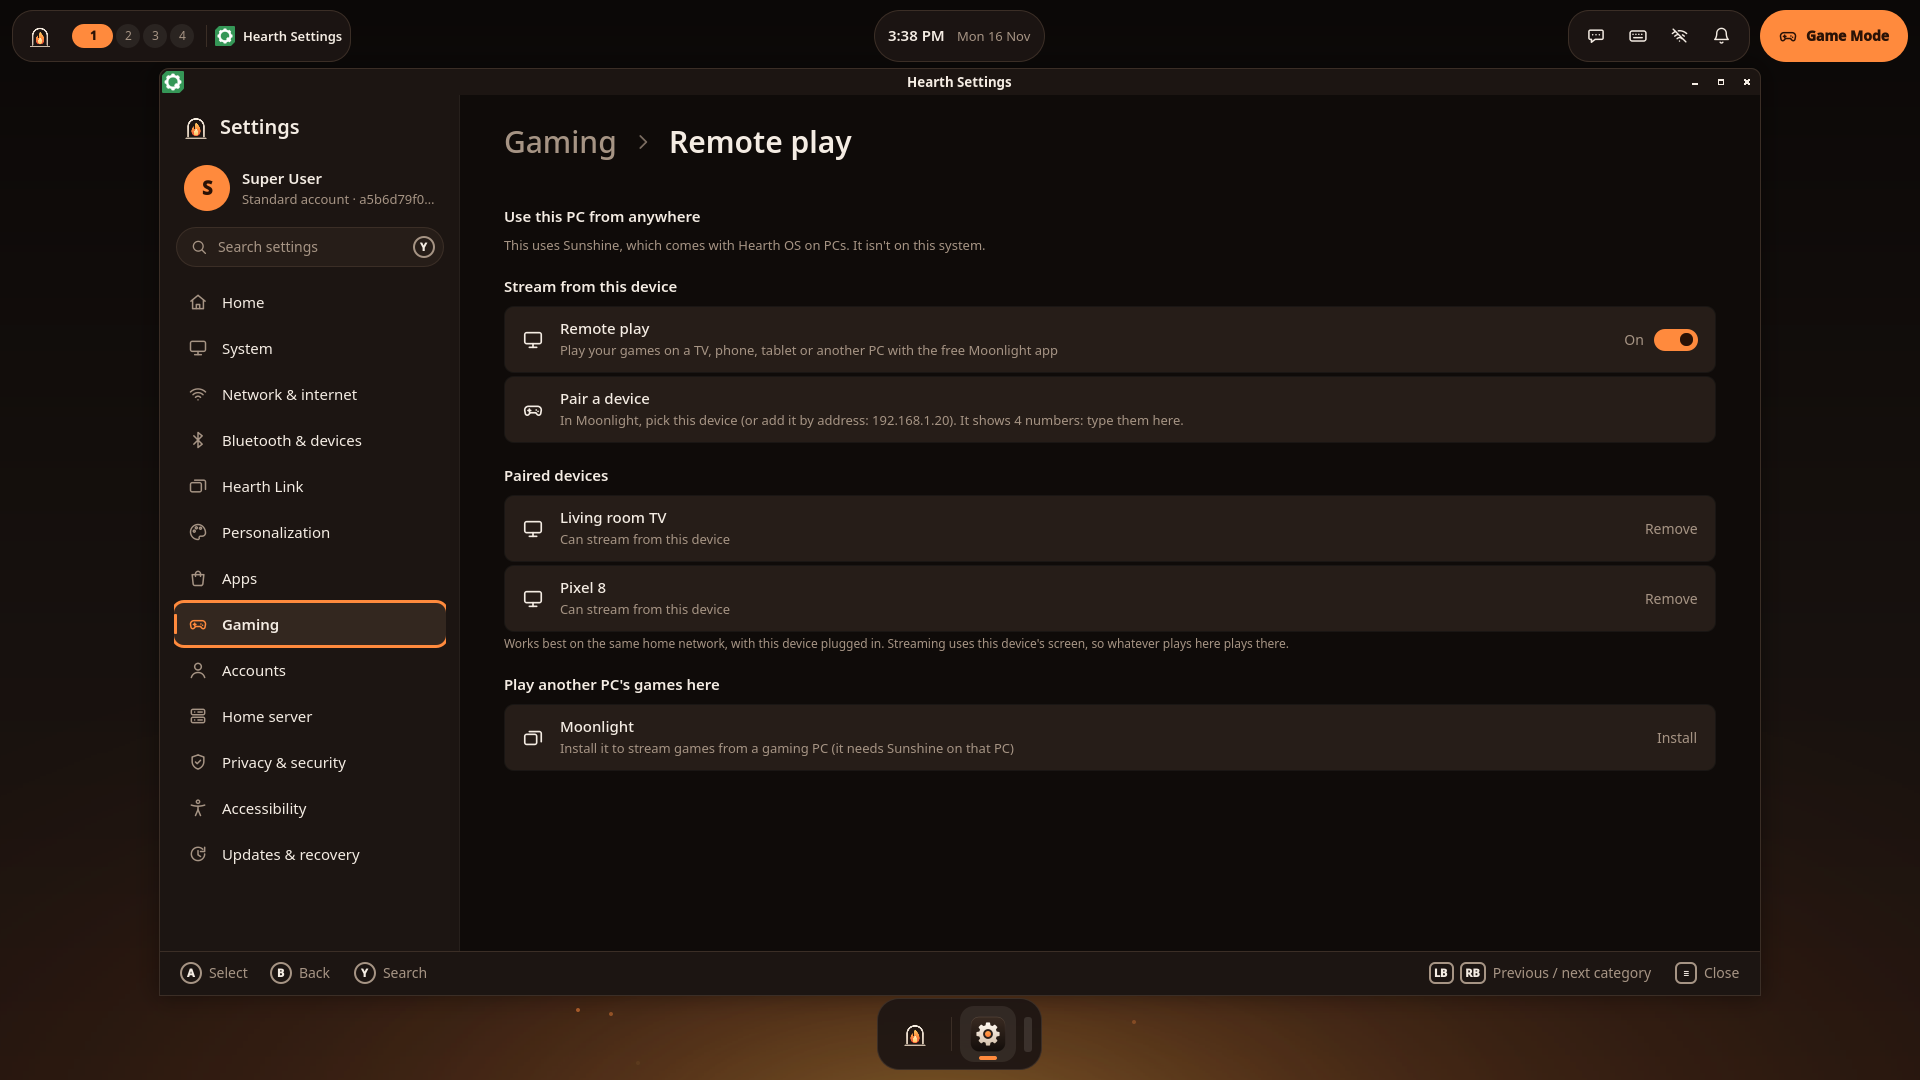 1 2 3 4 Hearth Settings
3:38 PM Mon 16 Nov
Game Mode
Hearth Settings
Settings
S
Super User
Standard account · a5b6d79f0...
Search settings Y
Home
System
Network & internet
Bluetooth & devices
Hearth Link
Personalization
Apps
Gaming
Accounts
Home server
Privacy & security
Accessibility
Updates & recovery
Gaming > Remote play
Use this PC from anywhere
This uses Sunshine, which comes with Hearth OS on PCs. It isn't on this system.
Stream from this device
Remote play
Play your games on a TV, phone, tablet or another PC with the free Moonlight app
On
Pair a device
In Moonlight, pick this device (or add it by address: 192.168.1.20). It shows 4 numbers: type them here.
Paired devices
Living room TV
Can stream from this device
Remove
Pixel 8
Can stream from this device
Remove
Works best on the same home network, with this device plugged in. Streaming uses this device's screen, so whatever plays here plays there.
Play another PC's games here
Moonlight
Install it to stream games from a gaming PC (it needs Sunshine on that PC)
Install
A Select B Back Y Search
LB RB Previous / next category ≡ Close